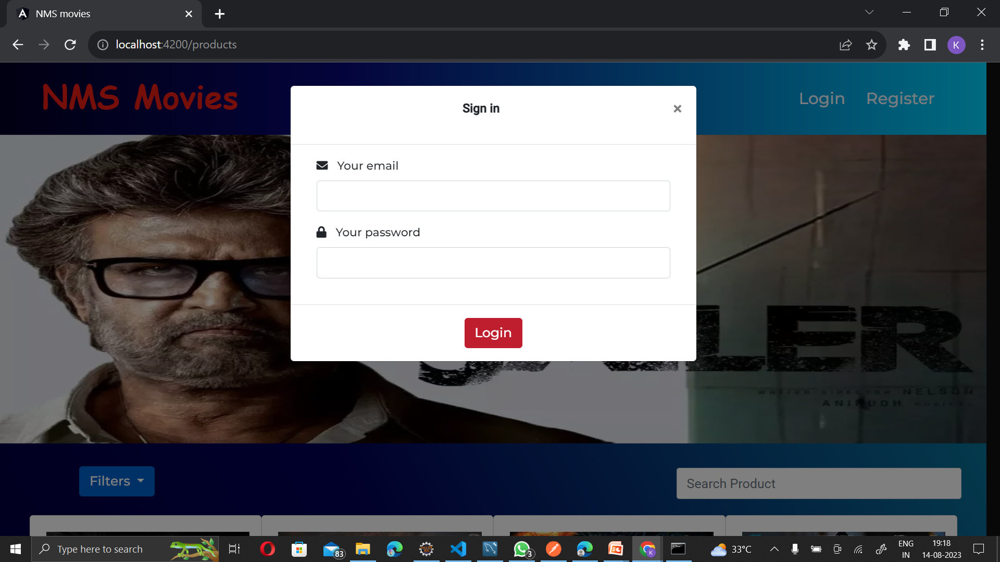 NMS movies
localhost:4200/products
K
NMS Movies
Login Register
Sign in
Your email
Your password
Login
WRITER DIRECTOR NELSON
ANIRUDH MUSICAL
Filters
Search Product
Type here to search
83
3
33°C
ENG
IN
19:18
14-08-2023